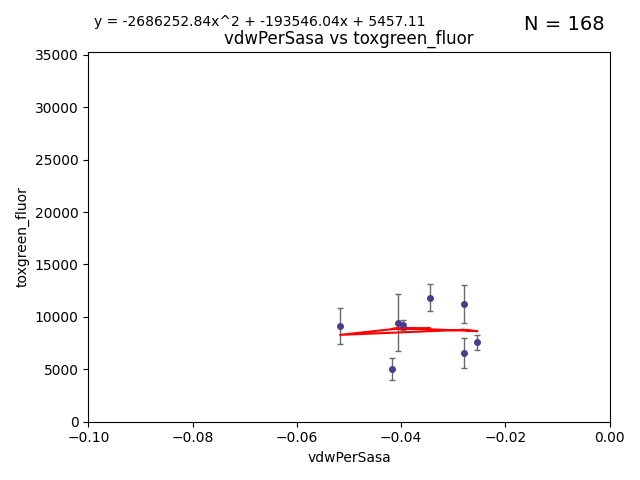 y = -2686252.84x^2 + -193546.04x + 5457.11
N = 168
vdwPerSasa vs toxgreen_fluor
35000
30000
25000
20000
15000
10000
5000
0
toxgreen_fluor
−0.10 −0.08 −0.06 −0.04 −0.02 0.00
vdwPerSasa